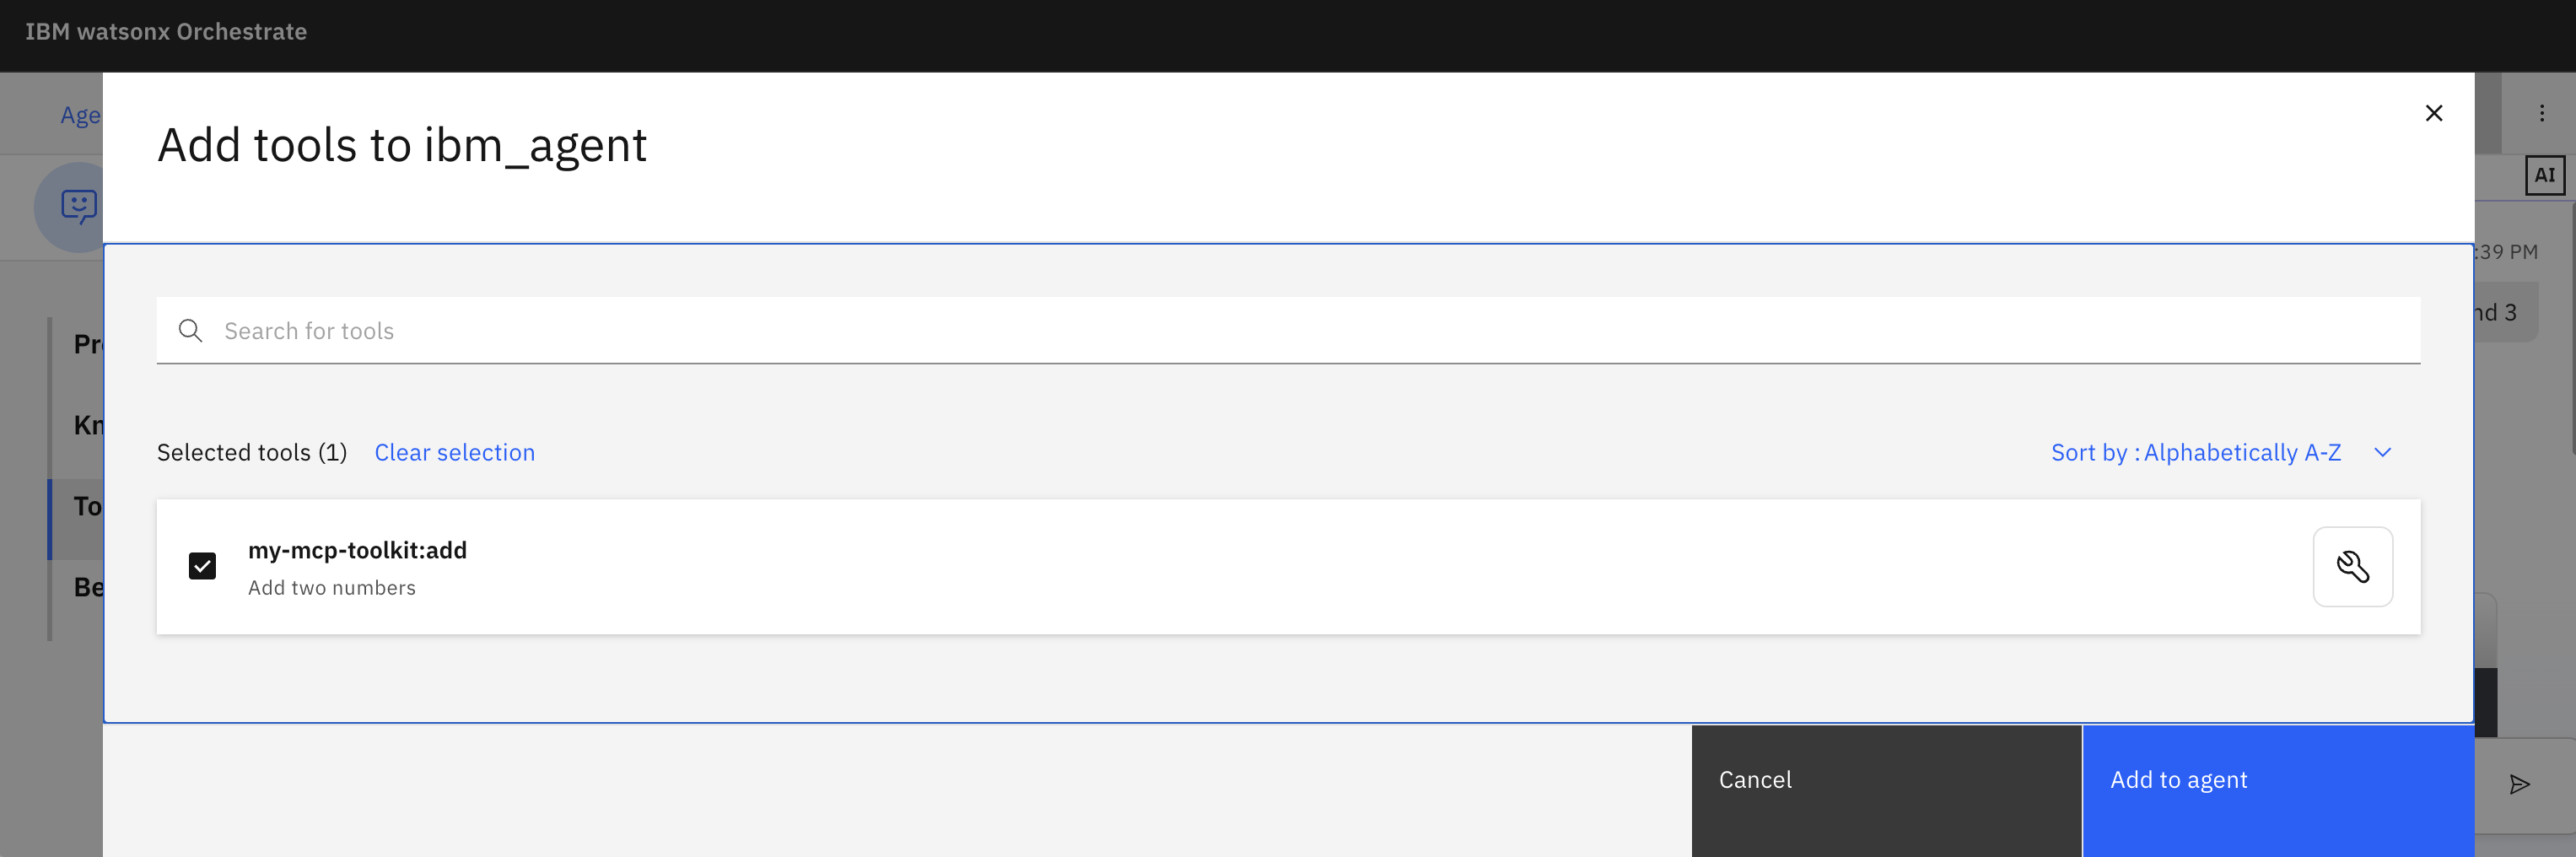 IBM watsonx Orchestrate
Age
Add tools to ibm_agent
AI
:39 PM
Search for tools
nd 3
Pr
Kn
Selected tools (1) Clear selection
Sort by : Alphabetically A-Z
To
my-mcp-toolkit:add
Add two numbers
Be
Cancel
Add to agent